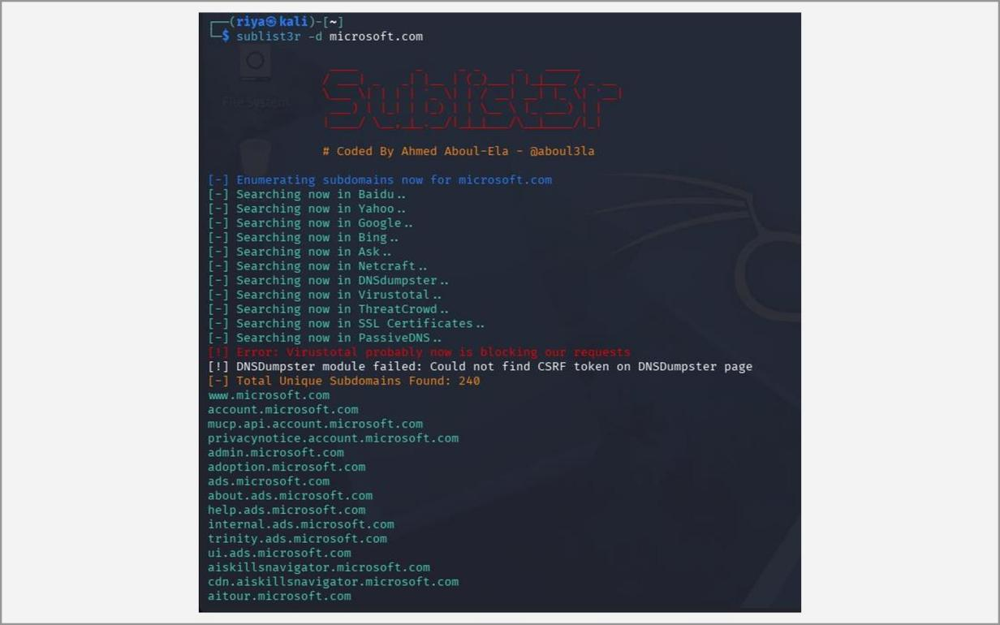 ┌──(riya㉿kali)-[~]
└─$ sublist3r -d microsoft.com
File System
Sublist3r
# Coded By Ahmed Aboul-Ela - @aboul3la
[-] Enumerating subdomains now for microsoft.com
[-] Searching now in Baidu..
[-] Searching now in Yahoo..
[-] Searching now in Google..
[-] Searching now in Bing..
[-] Searching now in Ask..
[-] Searching now in Netcraft..
[-] Searching now in DNSdumpster..
[-] Searching now in Virustotal..
[-] Searching now in ThreatCrowd..
[-] Searching now in SSL Certificates..
[-] Searching now in PassiveDNS..
[!] Error: Virustotal probably now is blocking our requests
[!] DNSDumpster module failed: Could not find CSRF token on DNSDumpster page
[-] Total Unique Subdomains Found: 240
www.microsoft.com
account.microsoft.com
mucp.api.account.microsoft.com
privacynotice.account.microsoft.com
admin.microsoft.com
adoption.microsoft.com
ads.microsoft.com
about.ads.microsoft.com
help.ads.microsoft.com
internal.ads.microsoft.com
trinity.ads.microsoft.com
ui.ads.microsoft.com
aiskillsnavigator.microsoft.com
cdn.aiskillsnavigator.microsoft.com
aitour.microsoft.com